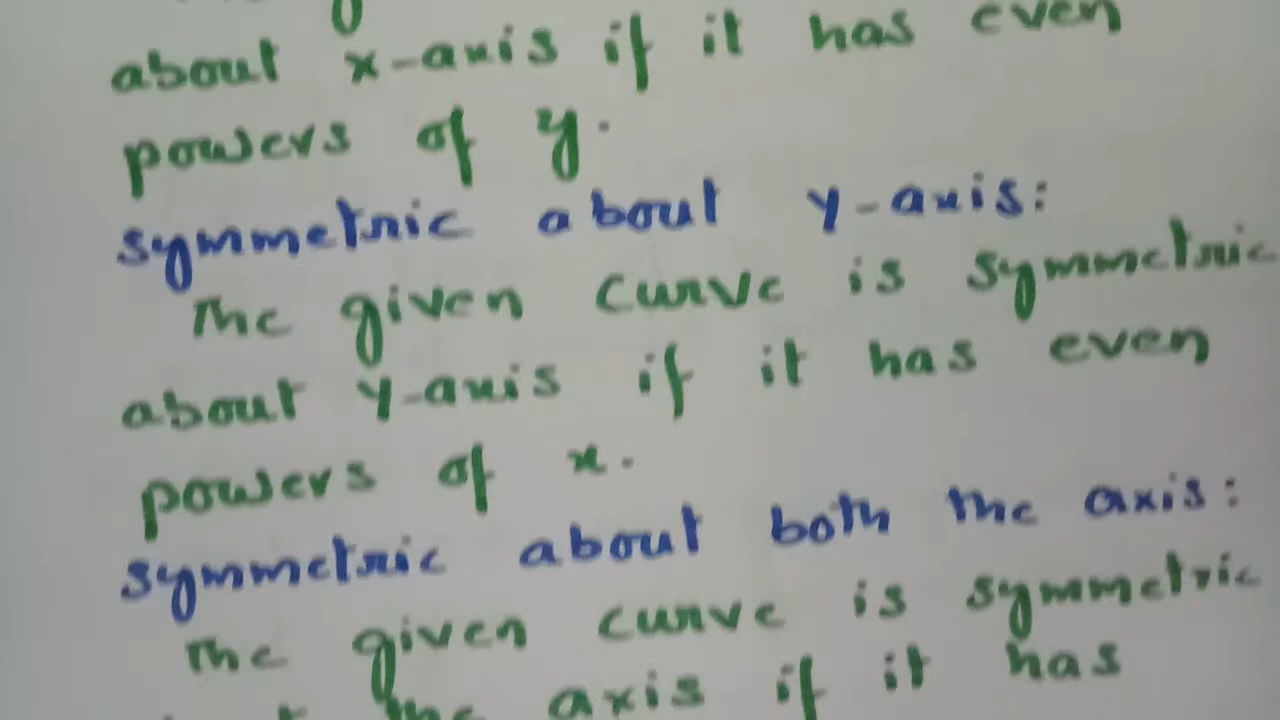 about x-axis if it has even
powers of y.
symmetric about y-axis:
The given curve is symmetric
about y-axis if it has even
powers of x.
symmetric about both the axis:
The given curve is symmetric
the axis if it has